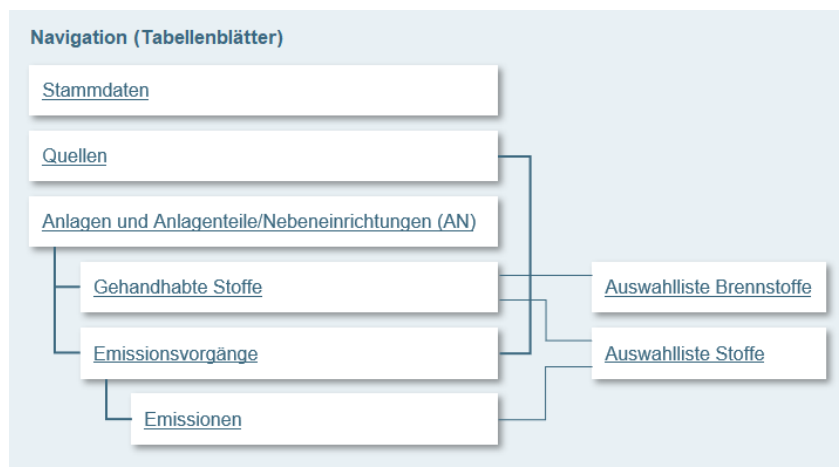 Navigation (Tabellenblätter)
Stammdaten
Quellen
Anlagen und Anlagenteile/Nebeneinrichtungen (AN)
Gehandhabte Stoffe
Auswahlliste Brennstoffe
Emissionsvorgänge
Auswahlliste Stoffe
Emissionen